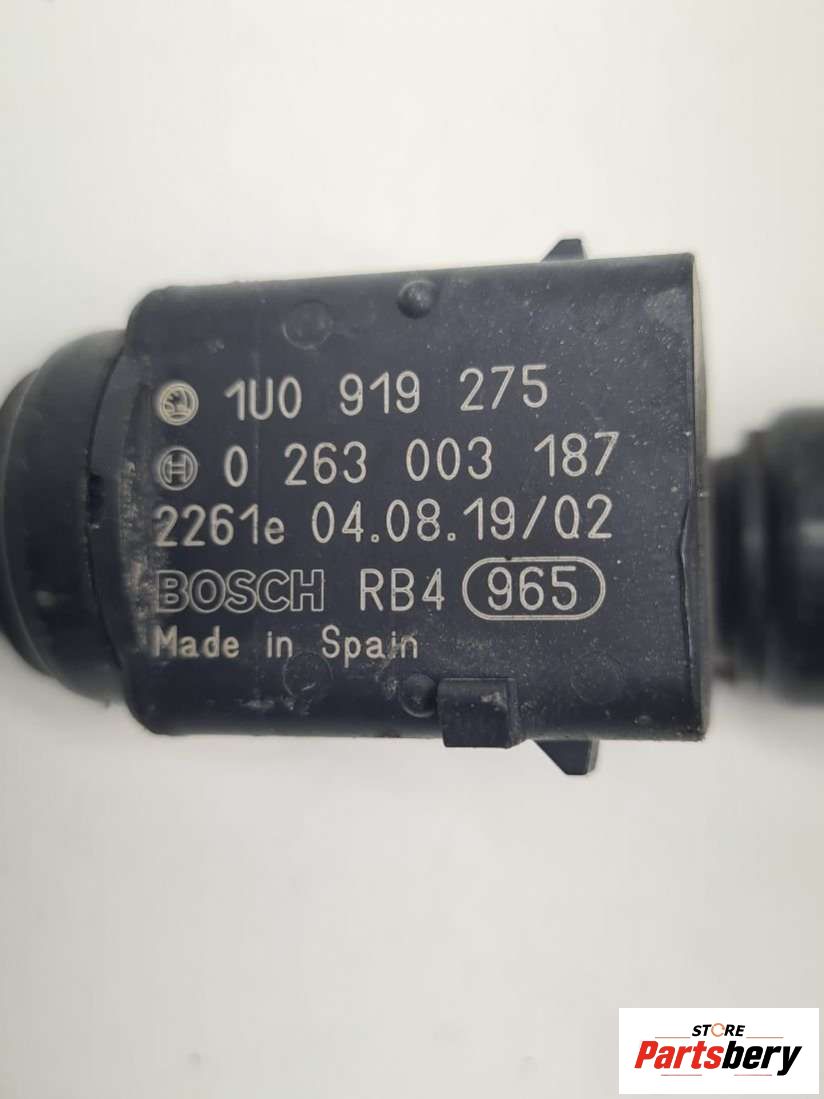 1U0 919 275
0 263 003 187
2261e 04.08.19/02
BOSCH RB4 965
Made in Spain
STORE
Partsbery